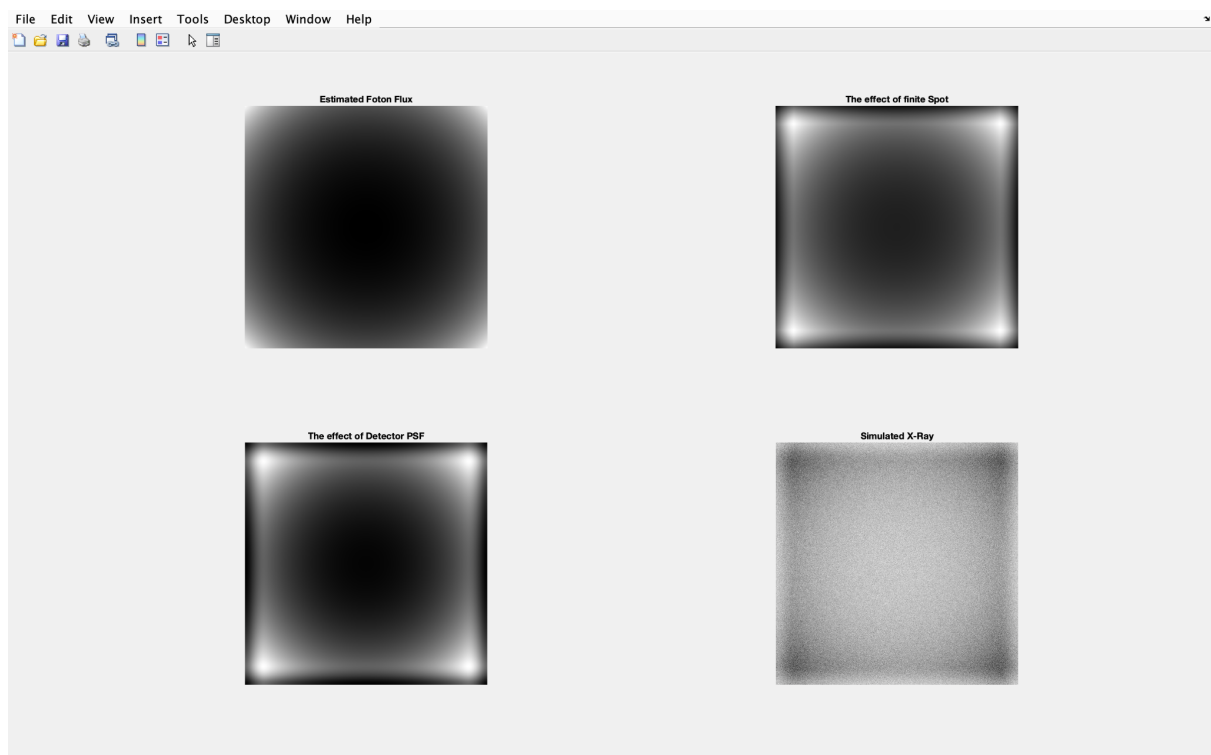 File Edit View Insert Tools Desktop Window Help
Estimated Foton Flux
The effect of finite Spot
The effect of Detector PSF
Simulated X-Ray